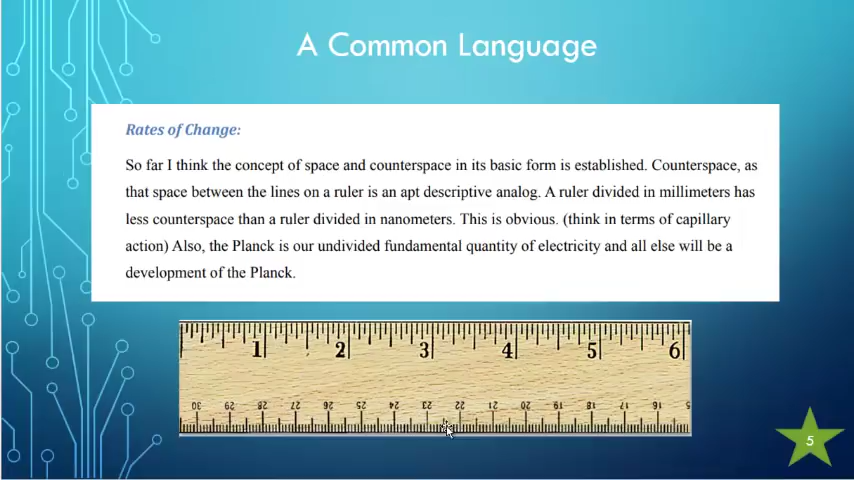 A Common Language
Rates of Change:
So far I think the concept of space and counterspace in its basic form is established. Counterspace, as
that space between the lines on a ruler is an apt descriptive analog. A ruler divided in millimeters has
less counterspace than a ruler divided in nanometers. This is obvious. (think in terms of capillary
action) Also, the Planck is our undivided fundamental quantity of electricity and all else will be a
development of the Planck.
1 2 3 4 5 6
30 29 28 27 26 25 24 23 22 21 20 19 18 17 16 5
5